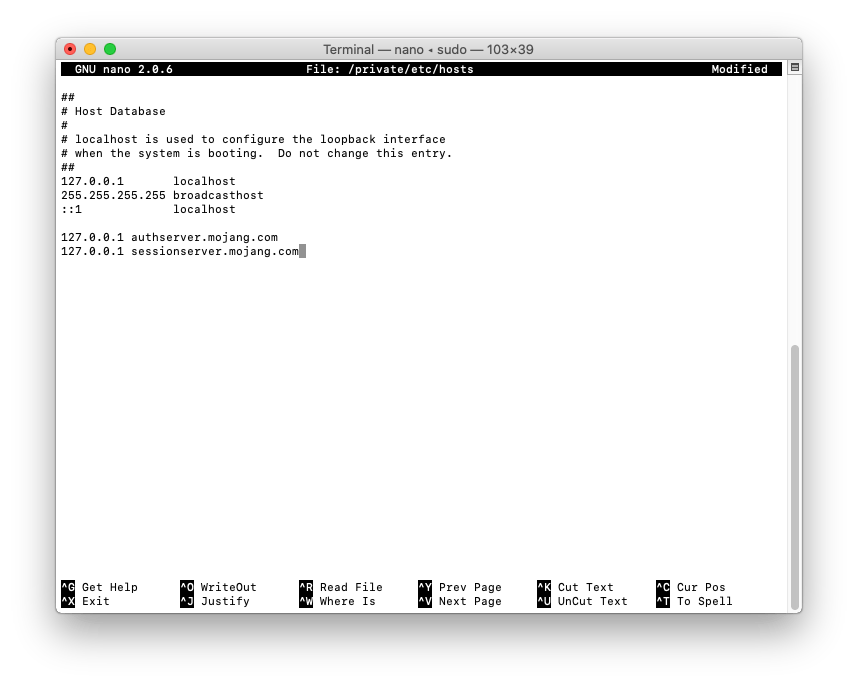 Terminal — nano ◂ sudo — 103×39
GNU nano 2.0.6 File: /private/etc/hosts Modified
##
# Host Database
#
# localhost is used to configure the loopback interface
# when the system is booting.  Do not change this entry.
##
127.0.0.1       localhost
255.255.255.255 broadcasthost
::1             localhost
127.0.0.1 authserver.mojang.com
127.0.0.1 sessionserver.mojang.com
^G Get Help ^O WriteOut ^R Read File ^Y Prev Page ^K Cut Text ^C Cur Pos
^X Exit ^J Justify ^W Where Is ^V Next Page ^U UnCut Text ^T To Spell